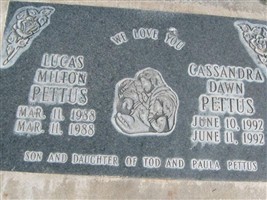 WE LOVE YOU
LUCAS
MILTON
PETTUS
MAR. 11, 1988
MAR. 11, 1988
CASSANDRA
DAWN
PETTUS
JUNE 10, 1992
JUNE 11, 1992
SON AND DAUGHTER OF TOD AND PAULA PETTUS